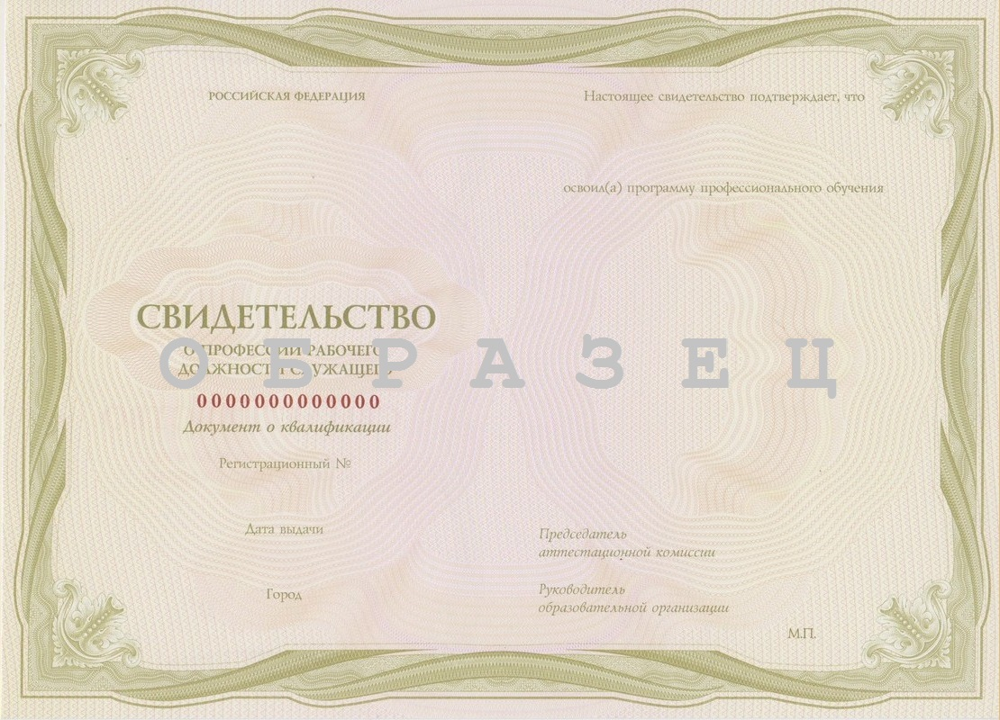 РОССИЙСКАЯ ФЕДЕРАЦИЯ
СВИДЕТЕЛЬСТВО
О ПРОФЕССИИ РАБОЧЕГО,
ДОЛЖНОСТИ СЛУЖАЩЕГО
0000000000000
Документ о квалификации
Регистрационный №
Дата выдачи
Город
Настоящее свидетельство подтверждает, что
освоил(а) программу профессионального обучения
ОБРАЗЕЦ
Председатель
аттестационной комиссии
Руководитель
образовательной организации
М.П.